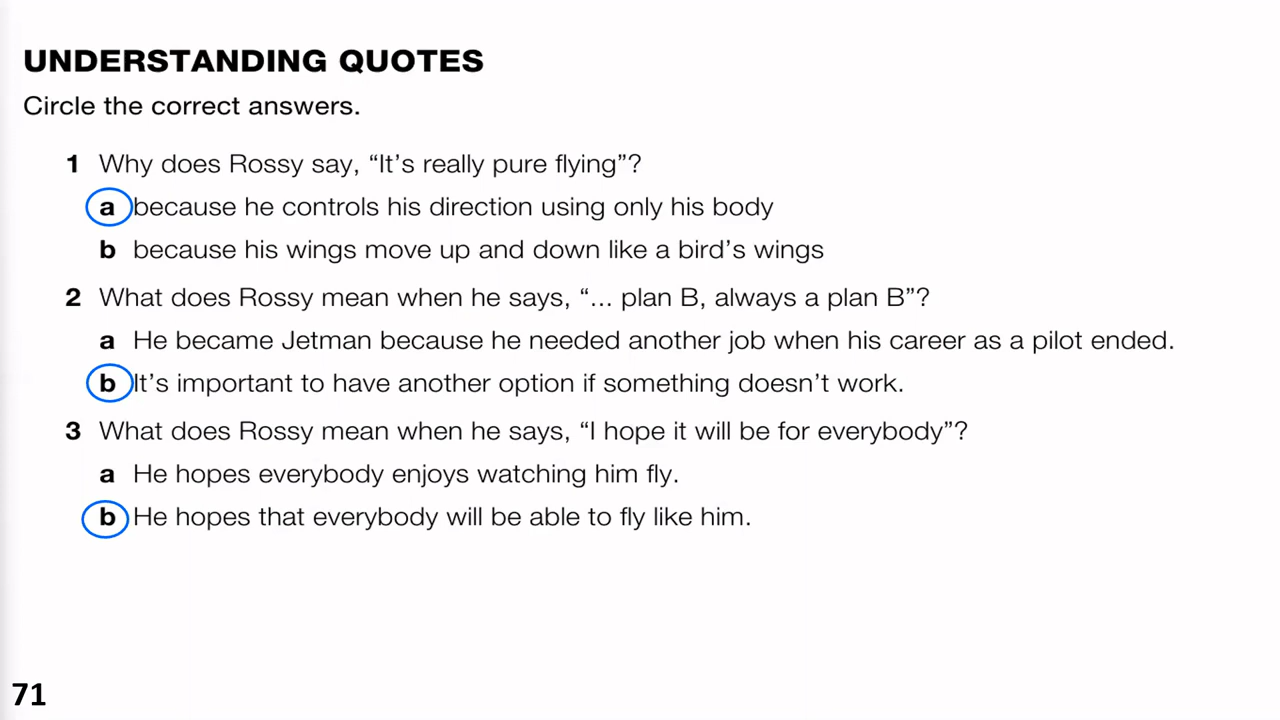 UNDERSTANDING QUOTES
Circle the correct answers.
1 Why does Rossy say, “It’s really pure flying”?
a because he controls his direction using only his body
b because his wings move up and down like a bird’s wings
2 What does Rossy mean when he says, “... plan B, always a plan B”?
a He became Jetman because he needed another job when his career as a pilot ended.
b It’s important to have another option if something doesn’t work.
3 What does Rossy mean when he says, “I hope it will be for everybody”?
a He hopes everybody enjoys watching him fly.
b He hopes that everybody will be able to fly like him.
71